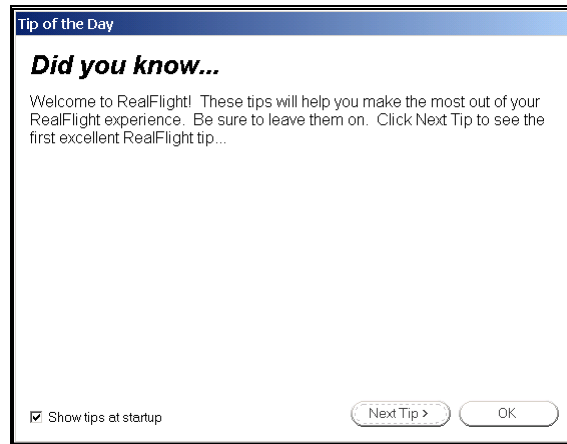 Tip of the Day
Did you know...
Welcome to RealFlight! These tips will help you make the most out of your
RealFlight experience. Be sure to leave them on. Click Next Tip to see the
first excellent RealFlight tip...
Show tips at startup
Next Tip >
OK